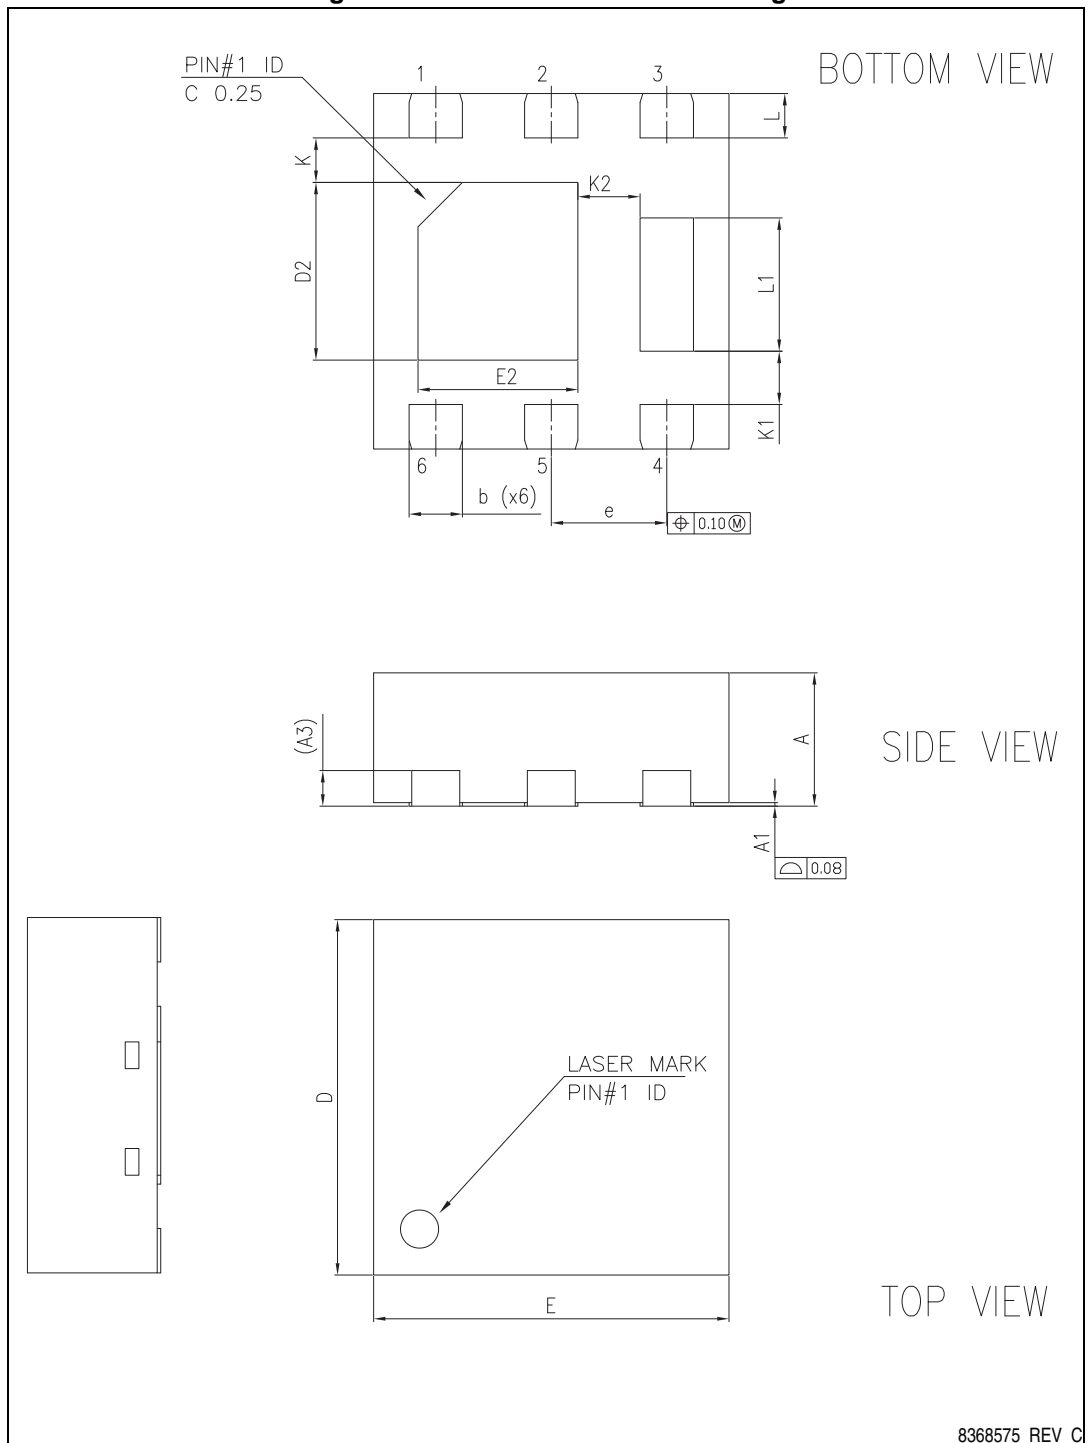 BOTTOM VIEW
PIN#1 ID
C 0.25
1 2 3
L
K
K2
D2
L1
E2
K1
6 5 4
b (x6)
e
0.10 Ⓜ
(A3)
A
SIDE VIEW
A1
0.08
D
LASER MARK
PIN#1 ID
E
TOP VIEW
8368575 REV C